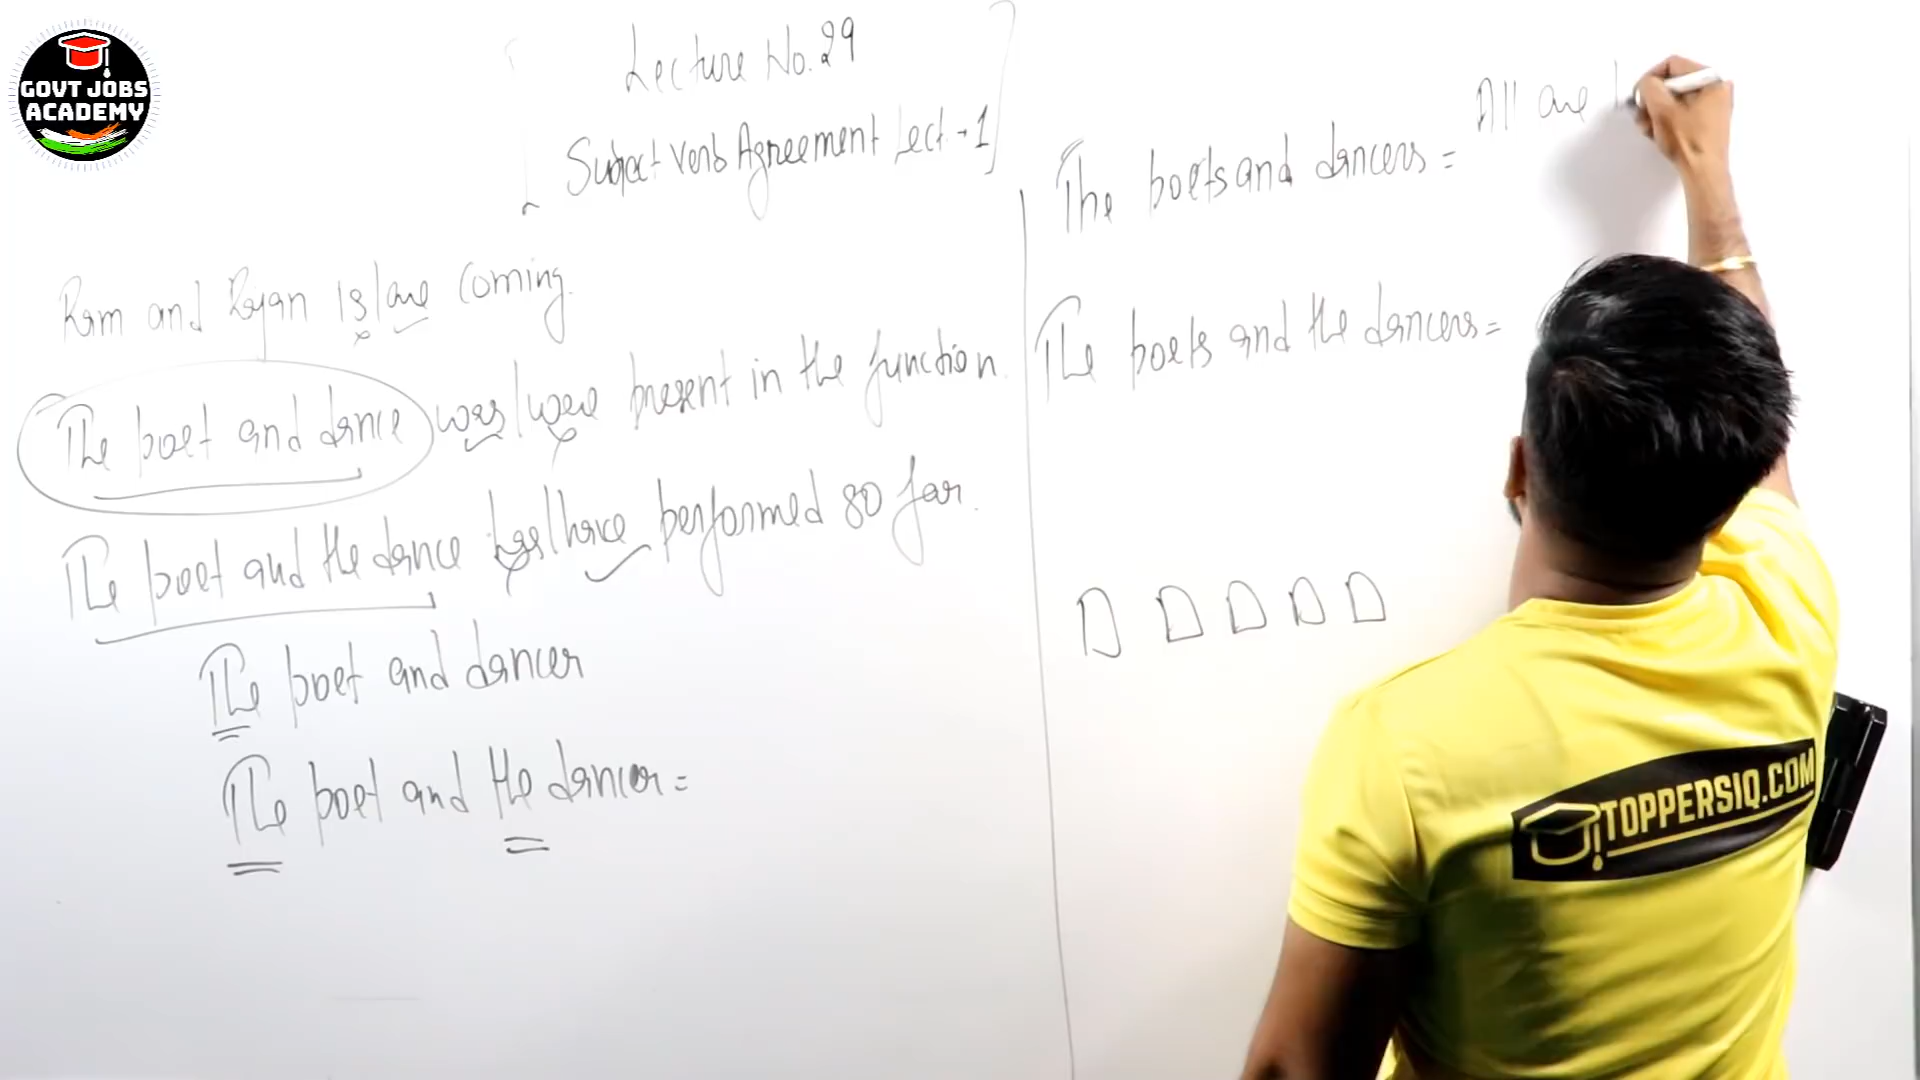 GOVT JOBS
ACADEMY
Lecture No. 29
Subject Verb Agreement Lect. - 1
Ram and Ryan is/are coming.
The poet and dance was/were present in the function.
The poet and the dance has/have performed so far.
The poet and dancer
The poet and the dancer =
The poets and dancers = All are
The poets and the dancers =
TOPPERSIQ.COM